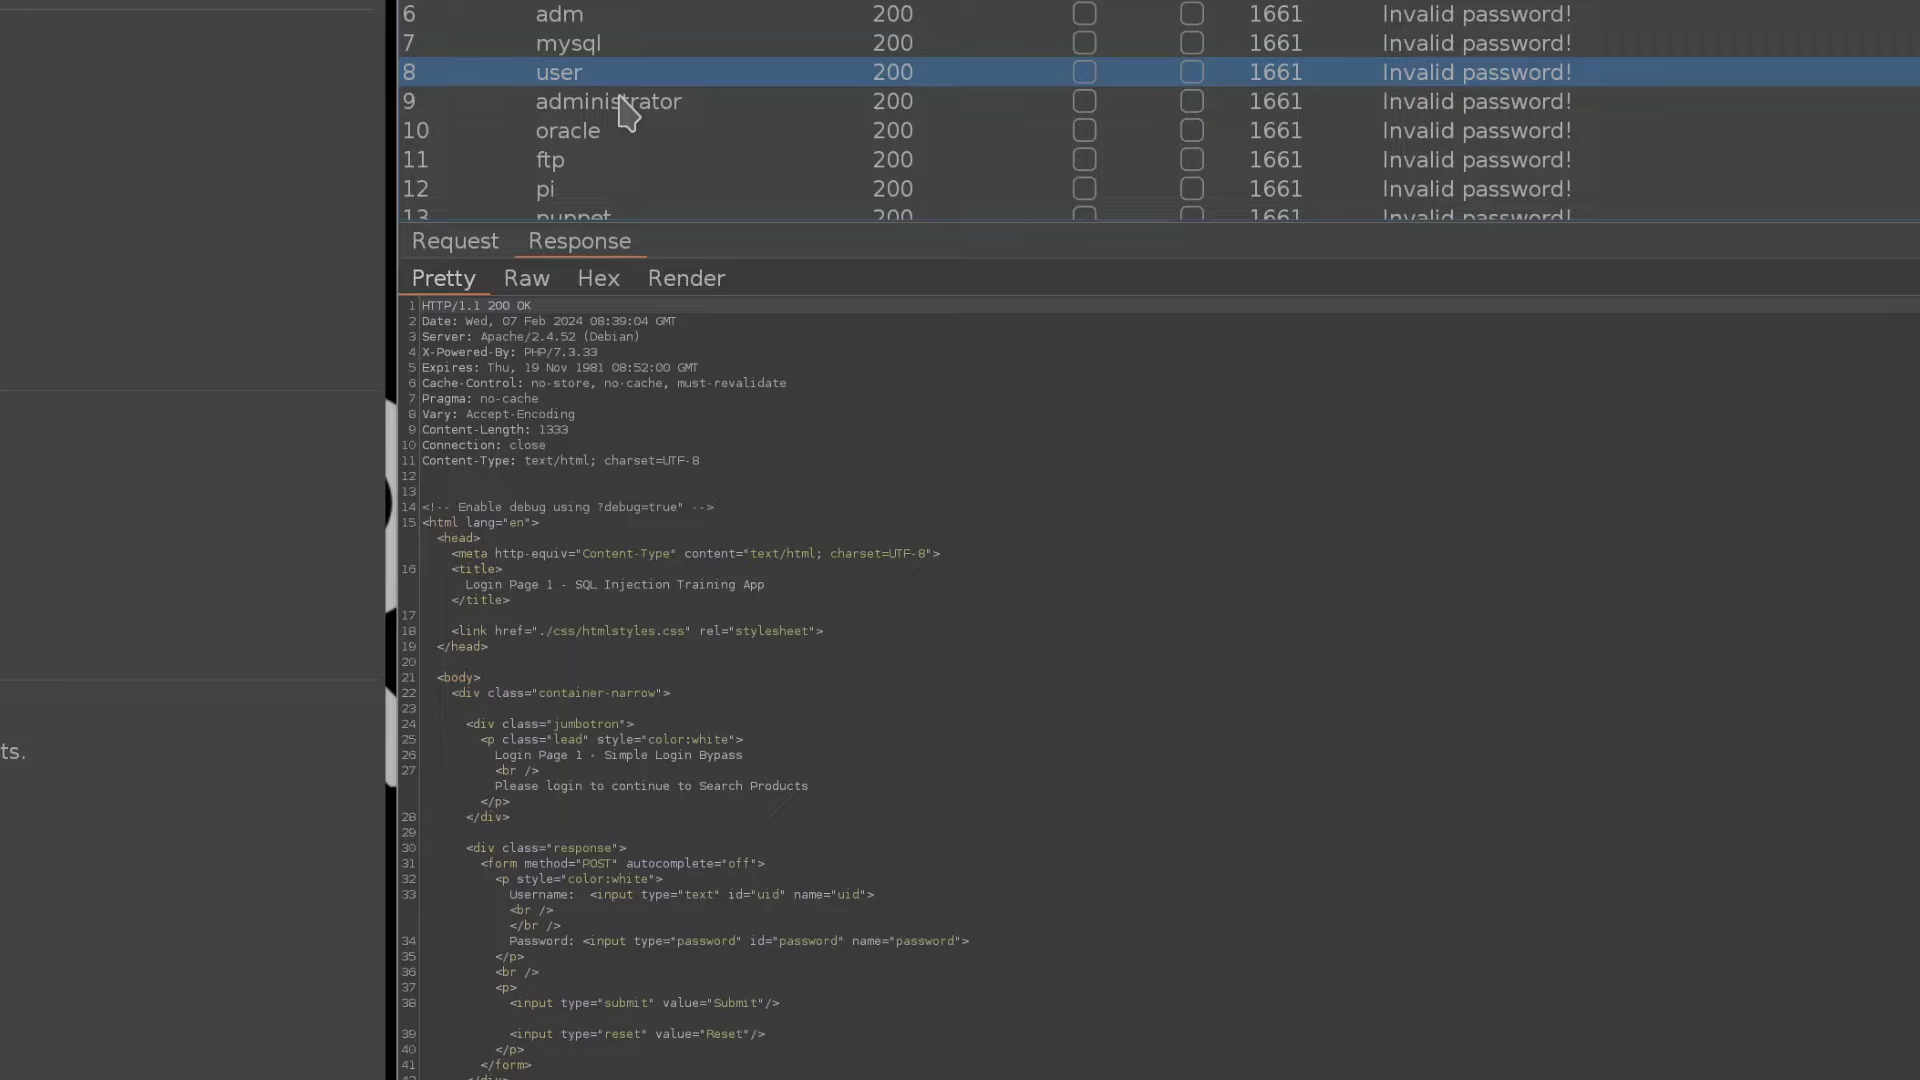 6 adm 200 1661 Invalid password!
7 mysql 200 1661 Invalid password!
8 user 200 1661 Invalid password!
9 administrator 200 1661 Invalid password!
10 oracle 200 1661 Invalid password!
11 ftp 200 1661 Invalid password!
12 pi 200 1661 Invalid password!
13 puppet 200 1661 Invalid password!
Request Response
Pretty Raw Hex Render
1 HTTP/1.1 200 OK
2 Date: Wed, 07 Feb 2024 08:39:04 GMT
3 Server: Apache/2.4.52 (Debian)
4 X-Powered-By: PHP/7.3.33
5 Expires: Thu, 19 Nov 1981 08:52:00 GMT
6 Cache-Control: no-store, no-cache, must-revalidate
7 Pragma: no-cache
8 Vary: Accept-Encoding
9 Content-Length: 1333
10 Connection: close
11 Content-Type: text/html; charset=UTF-8
12
13
14 <!-- Enable debug using ?debug=true" -->
15 <html lang="en">
<head>
<meta http-equiv="Content-Type" content="text/html; charset=UTF-8">
16 <title>
Login Page 1 - SQL Injection Training App
</title>
17
18 <link href="./css/htmlstyles.css" rel="stylesheet">
19 </head>
20
21 <body>
22 <div class="container-narrow">
23
24 <div class="jumbotron">
25 <p class="lead" style="color:white">
26 Login Page 1 - Simple Login Bypass
27 <br />
Please login to continue to Search Products
</p>
28 </div>
29
30 <div class="response">
31 <form method="POST" autocomplete="off">
32 <p style="color:white">
33 Username: <input type="text" id="uid" name="uid">
<br />
</br />
34 Password: <input type="password" id="password" name="password">
35 </p>
36 <br />
37 <p>
38 <input type="submit" value="Submit"/>
39 <input type="reset" value="Reset"/>
40 </p>
41 </form>
ts.